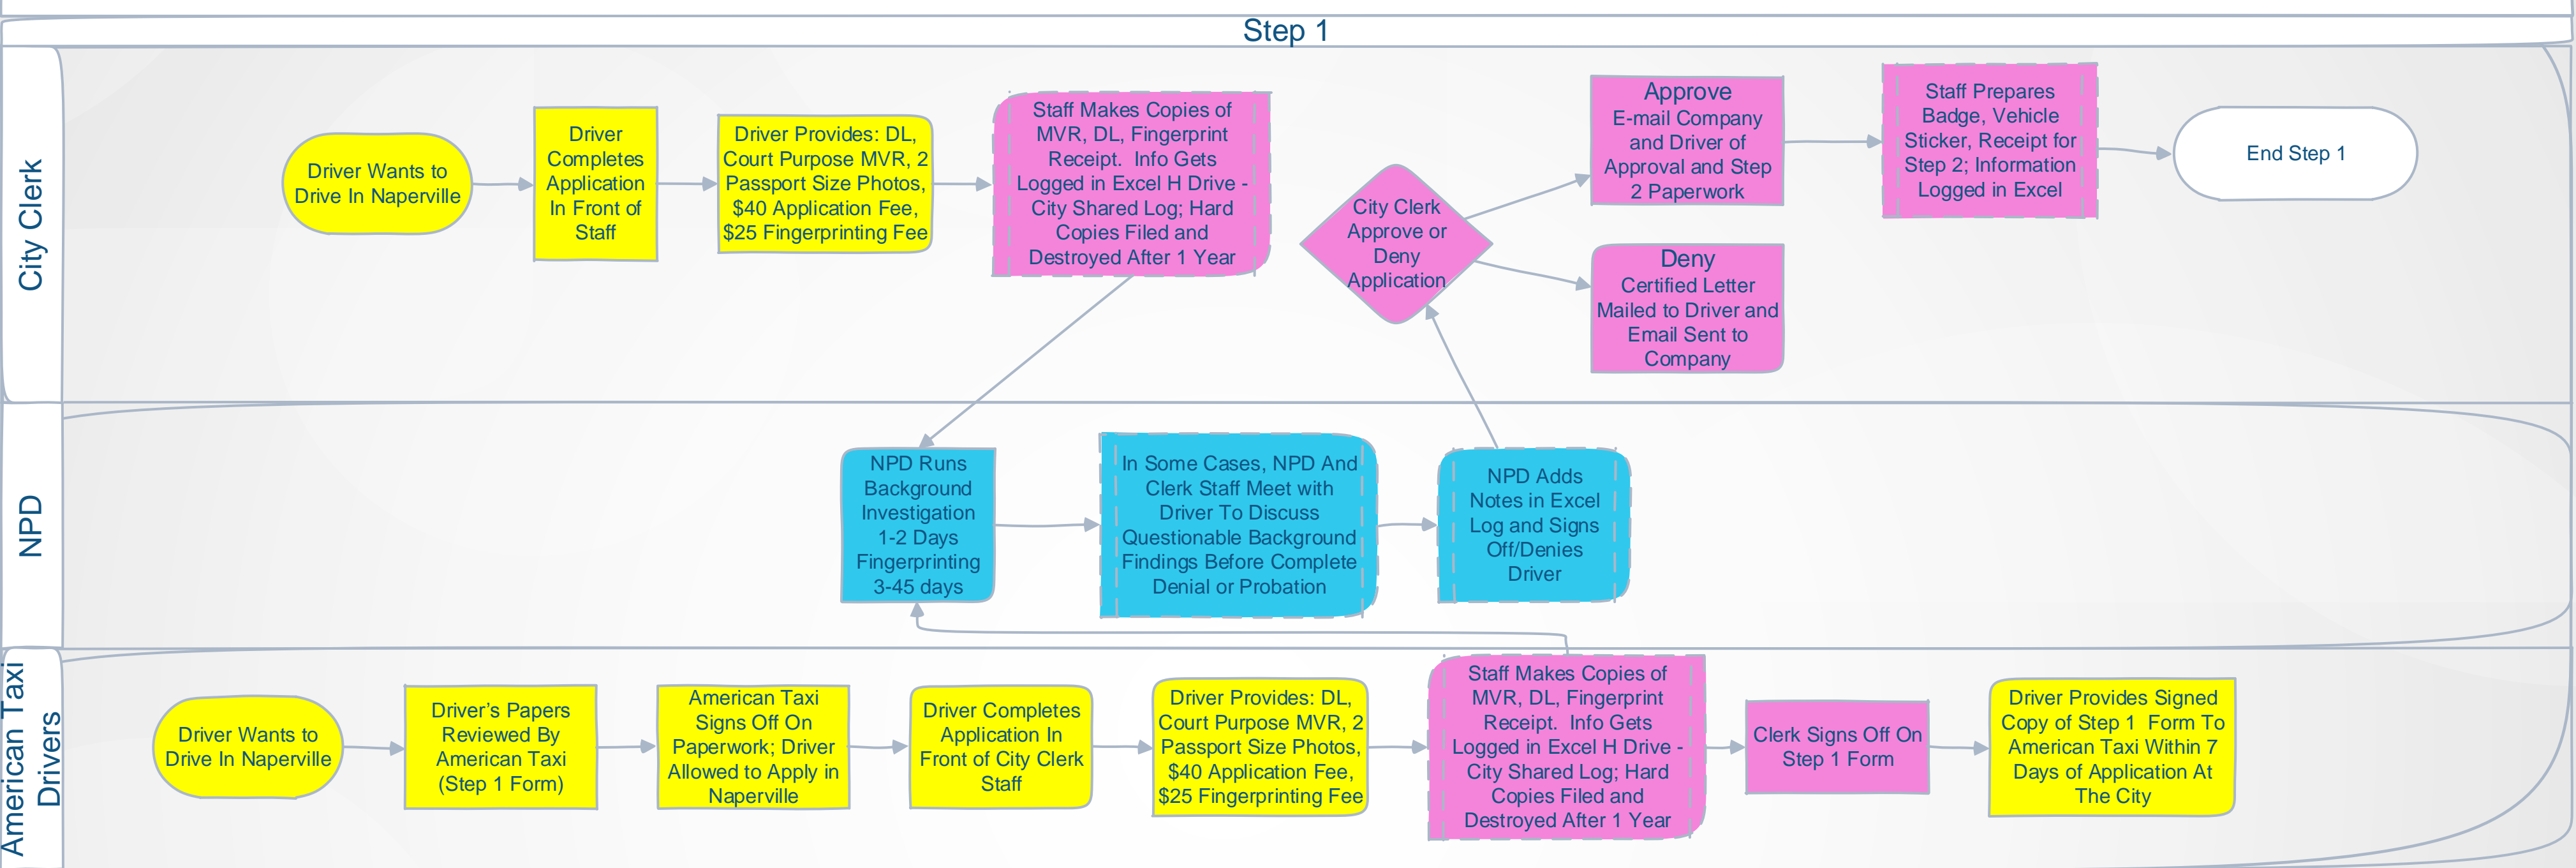 Step 1
City Clerk
Driver Wants to
Drive In Naperville
Driver
Completes
Application
In Front of
Staff
Driver Provides: DL,
Court Purpose MVR, 2
Passport Size Photos,
$40 Application Fee,
$25 Fingerprinting Fee
Staff Makes Copies of
MVR, DL, Fingerprint
Receipt.  Info Gets
Logged in Excel H Drive -
City Shared Log; Hard
Copies Filed and
Destroyed After 1 Year
City Clerk
Approve or
Deny
Application
Approve
E-mail Company
and Driver of
Approval and Step
2 Paperwork
Deny
Certified Letter
Mailed to Driver and
Email Sent to
Company
Staff Prepares
Badge, Vehicle
Sticker, Receipt for
Step 2; Information
Logged in Excel
End Step 1
NPD
NPD Runs
Background
Investigation
1-2 Days
Fingerprinting
3-45 days
In Some Cases, NPD And
Clerk Staff Meet with
Driver To Discuss
Questionable Background
Findings Before Complete
Denial or Probation
NPD Adds
Notes in Excel
Log and Signs
Off/Denies
Driver
American Taxi
Drivers
Driver Wants to
Drive In Naperville
Driver’s Papers
Reviewed By
American Taxi
(Step 1 Form)
American Taxi
Signs Off On
Paperwork; Driver
Allowed to Apply in
Naperville
Driver Completes
Application In
Front of City Clerk
Staff
Driver Provides: DL,
Court Purpose MVR, 2
Passport Size Photos,
$40 Application Fee,
$25 Fingerprinting Fee
Staff Makes Copies of
MVR, DL, Fingerprint
Receipt.  Info Gets
Logged in Excel H Drive -
City Shared Log; Hard
Copies Filed and
Destroyed After 1 Year
Clerk Signs Off On
Step 1 Form
Driver Provides Signed
Copy of Step 1  Form To
American Taxi Within 7
Days of Application At
The City